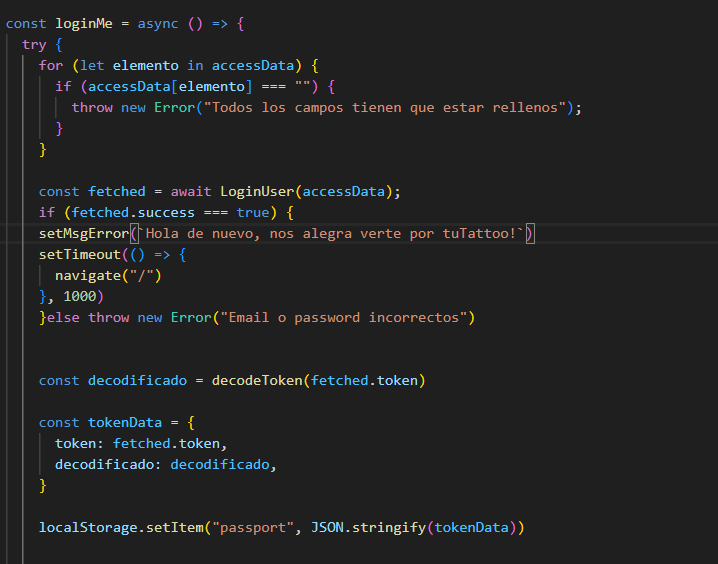 const loginMe = async () => {
try {
for (let elemento in accessData) {
if (accessData[elemento] === "") {
throw new Error("Todos los campos tienen que estar rellenos");
}
}
const fetched = await LoginUser(accessData);
if (fetched.success === true) {
setMsgError(`Hola de nuevo, nos alegra verte por tuTattoo!`)
setTimeout(() => {
navigate("/")
}, 1000)
}else throw new Error("Email o password incorrectos")
const decodificado = decodeToken(fetched.token)
const tokenData = {
token: fetched.token,
decodificado: decodificado,
}
localStorage.setItem("passport", JSON.stringify(tokenData))